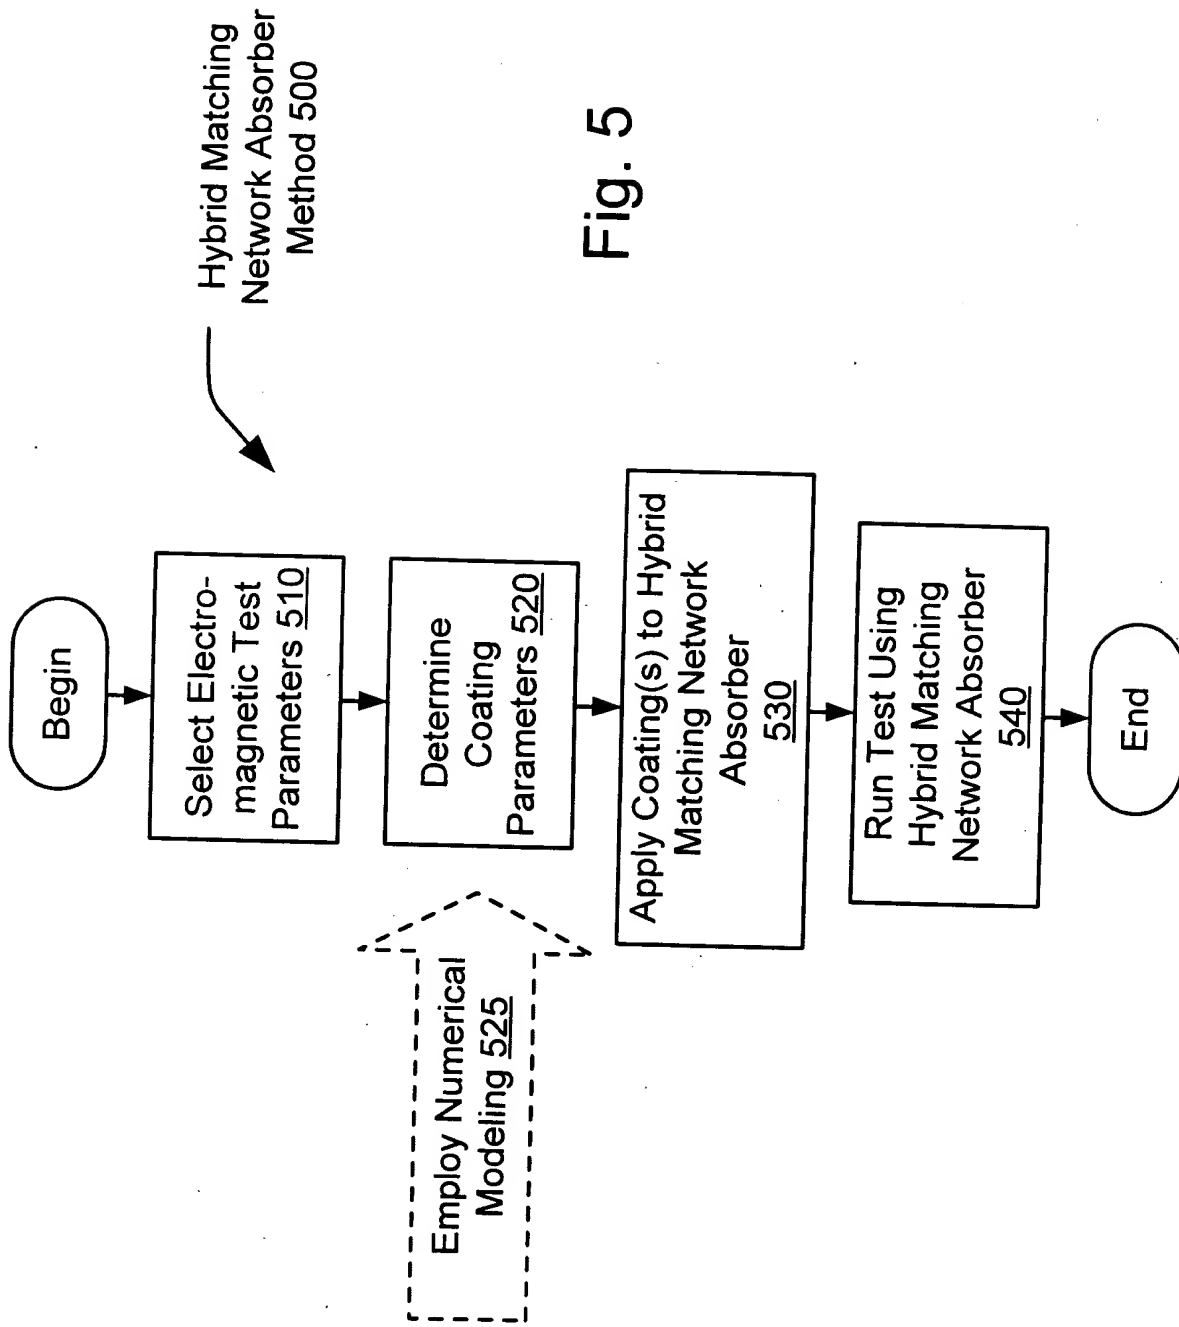 Begin
Select Electro-
magnetic Test
Parameters 510
Determine
Coating
Parameters 520
Employ Numerical
Modeling 525
Apply Coating(s) to Hybrid
Matching Network
Absorber
530
Run Test Using
Hybrid Matching
Network Absorber
540
End
Hybrid Matching
Network Absorber
Method 500
Fig. 5